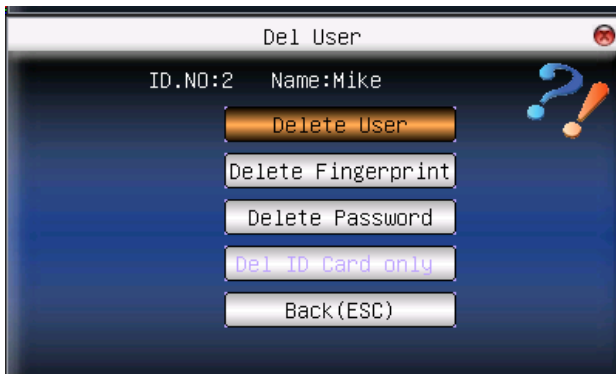 Del User
ID.NO:2 Name:Mike
Delete User
Delete Fingerprint
Delete Password
Del ID Card only
Back(ESC)